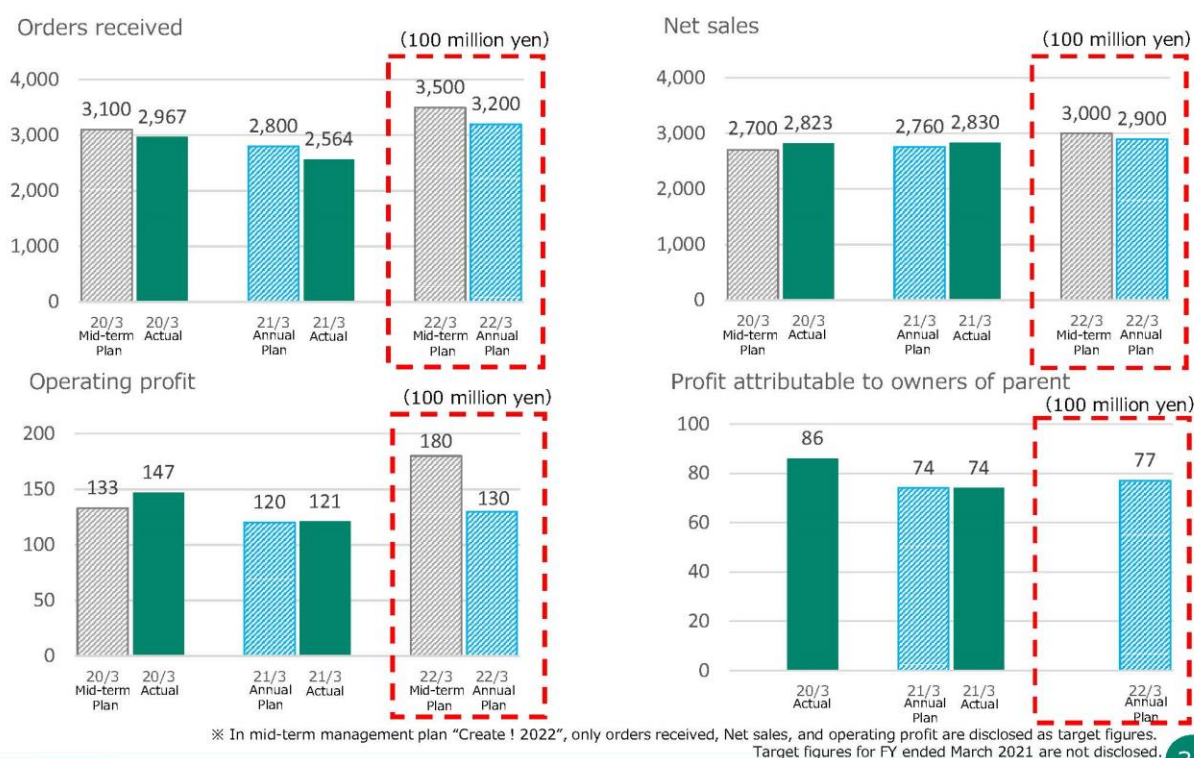 Orders received
(100 million yen)
4,000
3,000
2,000
1,000
0
3,100
2,967
2,800
2,564
3,500
3,200
20/3
Mid-term
Plan
20/3
Actual
21/3
Annual
Plan
21/3
Actual
22/3
Mid-term
Plan
22/3
Annual
Plan
Net sales
(100 million yen)
4,000
3,000
2,000
1,000
0
2,700
2,823
2,760
2,830
3,000
2,900
20/3
Mid-term
Plan
20/3
Actual
21/3
Annual
Plan
21/3
Actual
22/3
Mid-term
Plan
22/3
Annual
Plan
Operating profit
(100 million yen)
200
150
100
50
0
133
147
120
121
180
130
20/3
Mid-term
Plan
20/3
Actual
21/3
Annual
Plan
21/3
Actual
22/3
Mid-term
Plan
22/3
Annual
Plan
Profit attributable to owners of parent
(100 million yen)
100
80
60
40
20
0
86
74
74
77
20/3
Actual
21/3
Annual
Plan
21/3
Actual
22/3
Annual
Plan
※ In mid-term management plan “Create ! 2022”, only orders received, Net sales, and operating profit are disclosed as target figures.
Target figures for FY ended March 2021 are not disclosed.